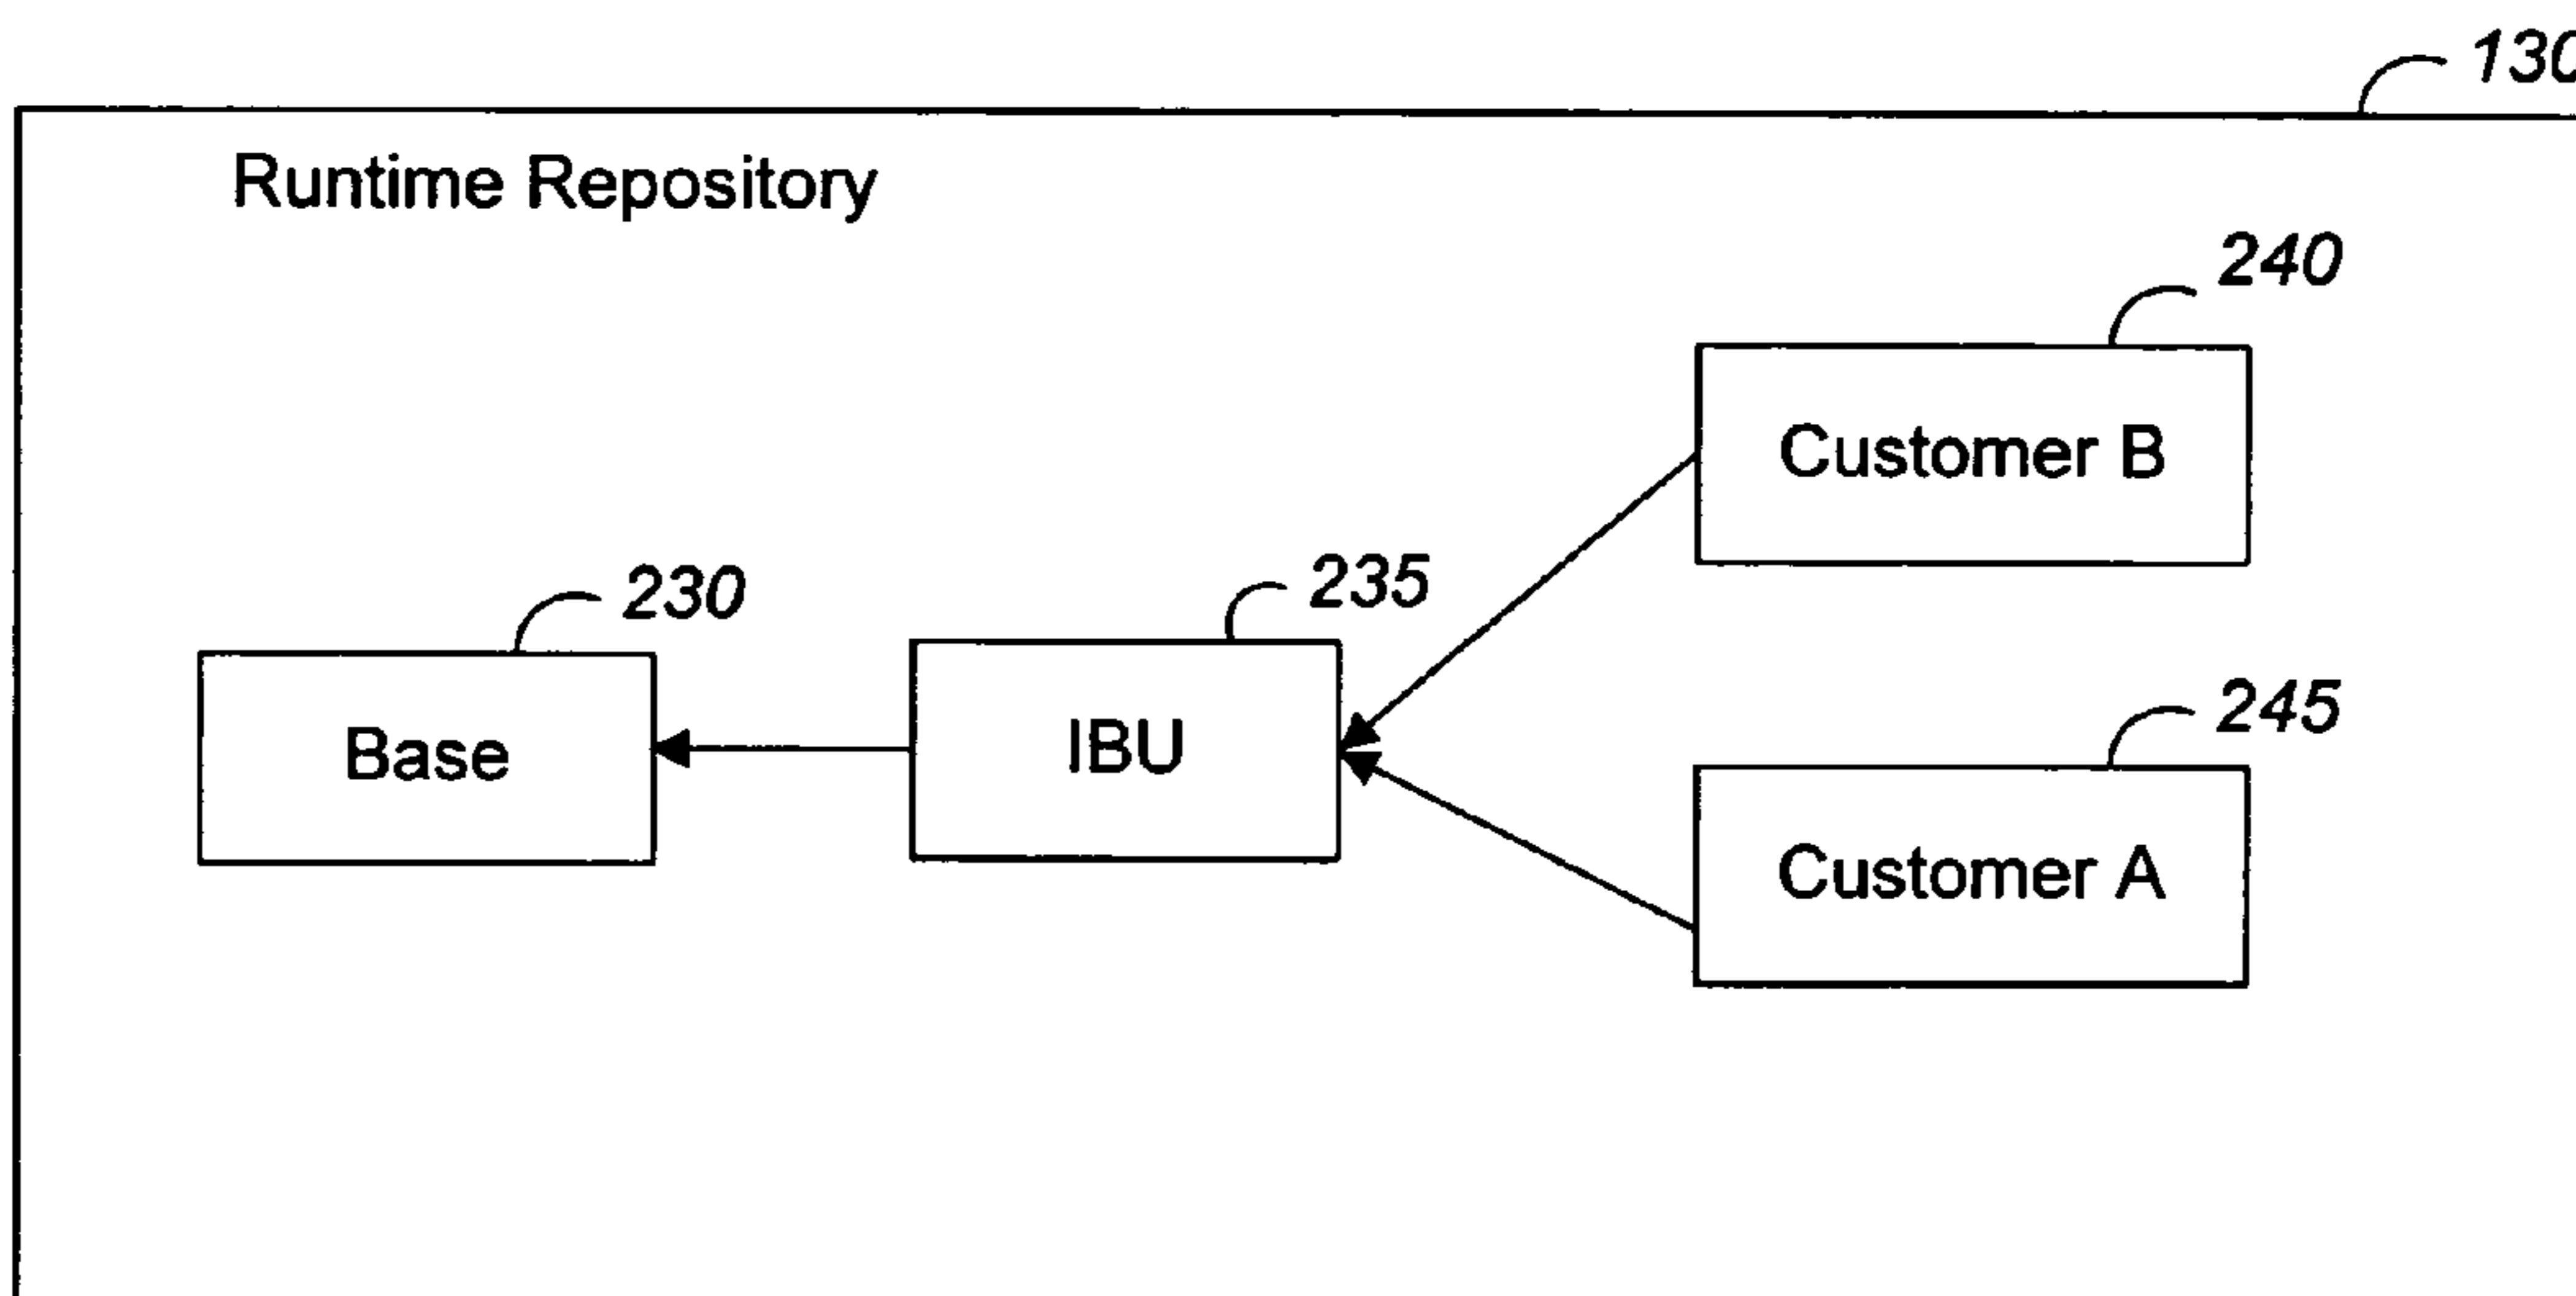 130
Runtime Repository
240
Customer B
230
235
Base
IBU
245
Customer A